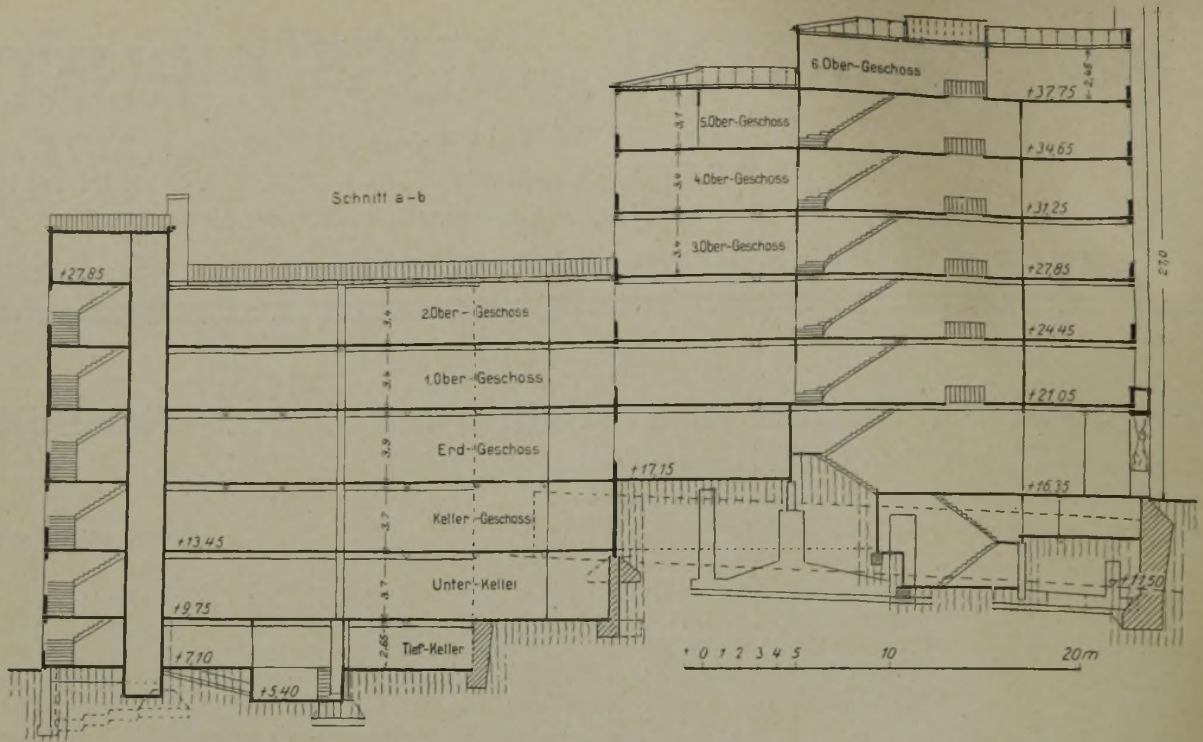 6.Ober-Geschoss
2,45
+37,75
5.Ober-Geschoss
3,1
+34,65
4.Ober-Geschoss
3,4
+31,25
Schnitt a-b
3.Ober-Geschoss
3,4
+27,85
+27,85
27,0
2.Ober-Geschoss
3,4
+24,45
1.Ober-Geschoss
3,4
+21,05
Erd-Geschoss
3,9
+17,15
+16,35
Keller-Geschoss
3,7
+13,45
Unter-Keller
3,7
+11,50
+9,75
Tief-Keller
2,65
+7,10
+5,40
1 0 1 2 3 4 5 10 20m